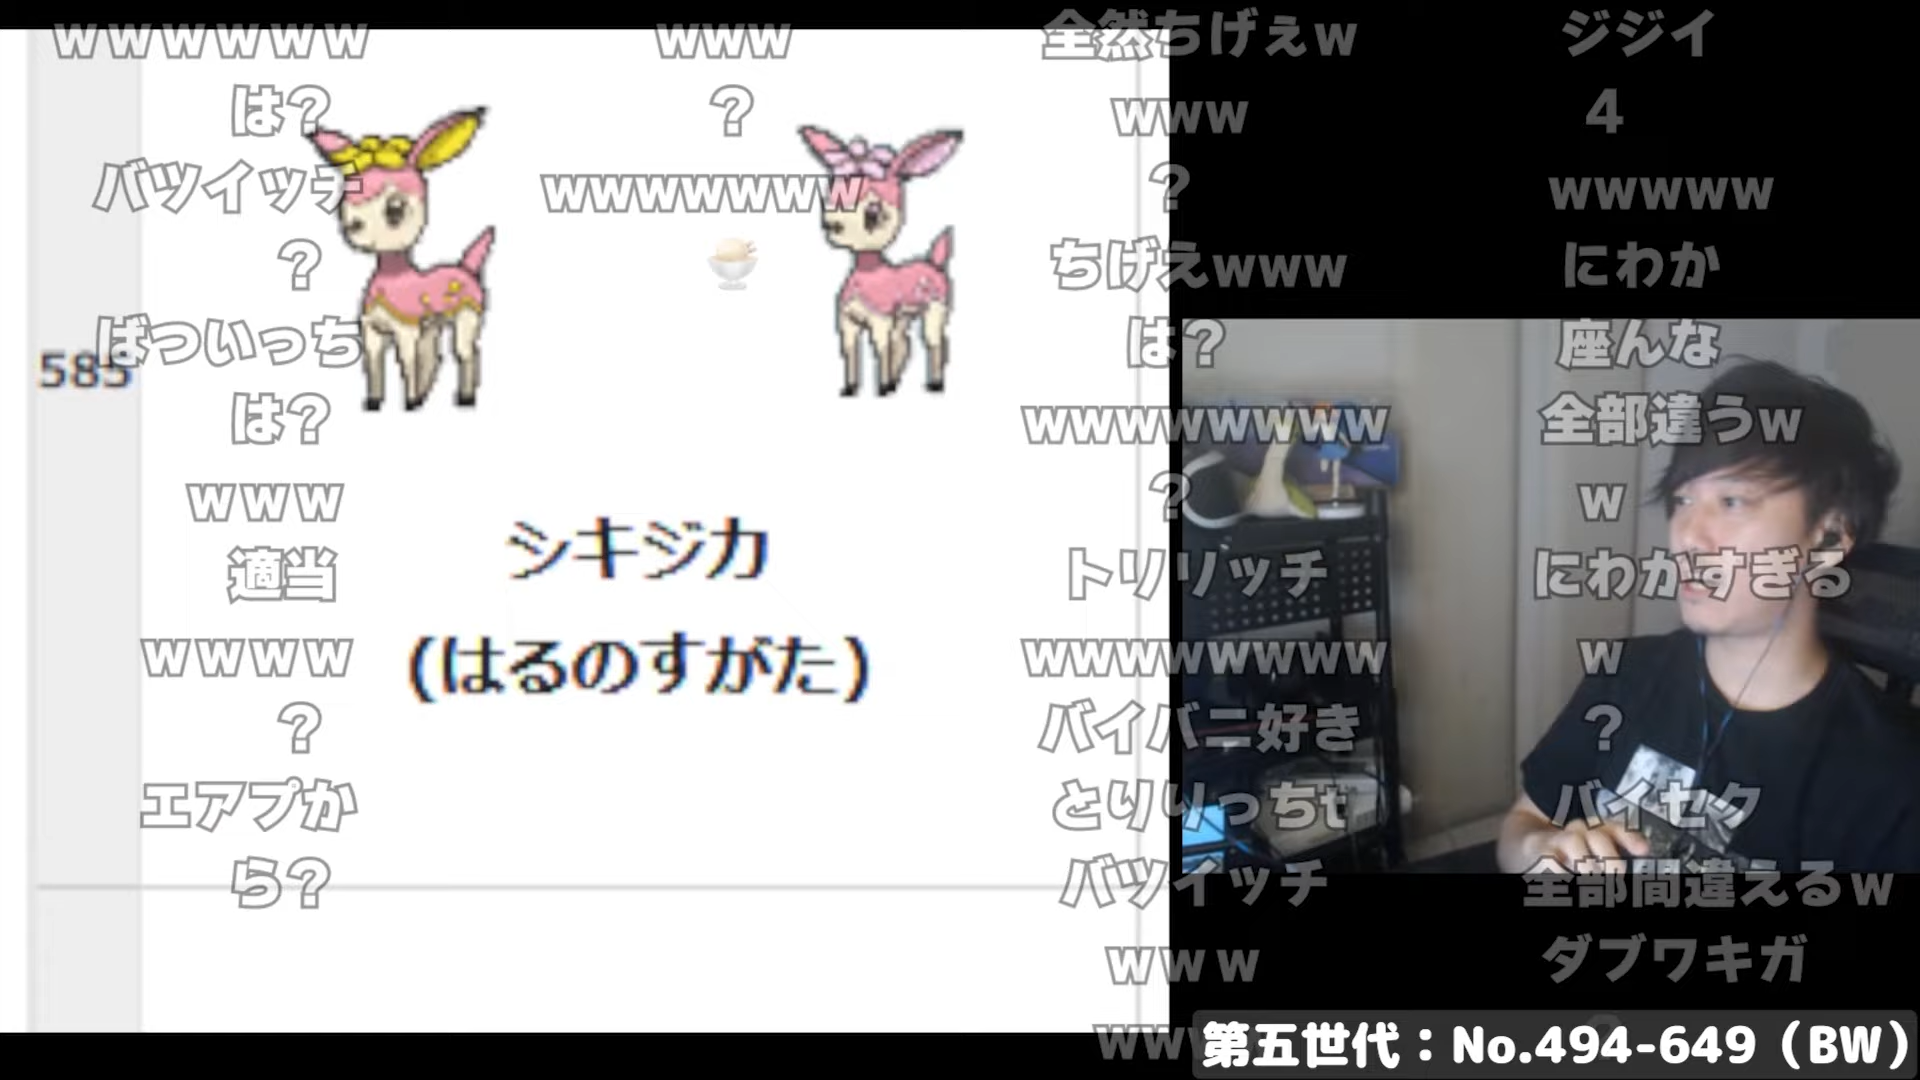 wwwwwww
は?
バツイッチ
?
ばついっち
は?
www
適当
wwww
?
エアプか
ら?
www
?
wwwwwwww
585
シキジカ
(はるのすがた)
全然ちげぇw
www
?
ちげえwww
は?
wwwwwwwww
?
トリリッチ
wwwwwwwww
バイバニ好き
とりりっちt
バツイッチ
www
ジジイ
4
wwwww
にわか
座んな
全部違うw
w
にわかすぎる
w
?
バイセク
全部間違えるw
ダブワキガ
第五世代：No.494-649（BW）